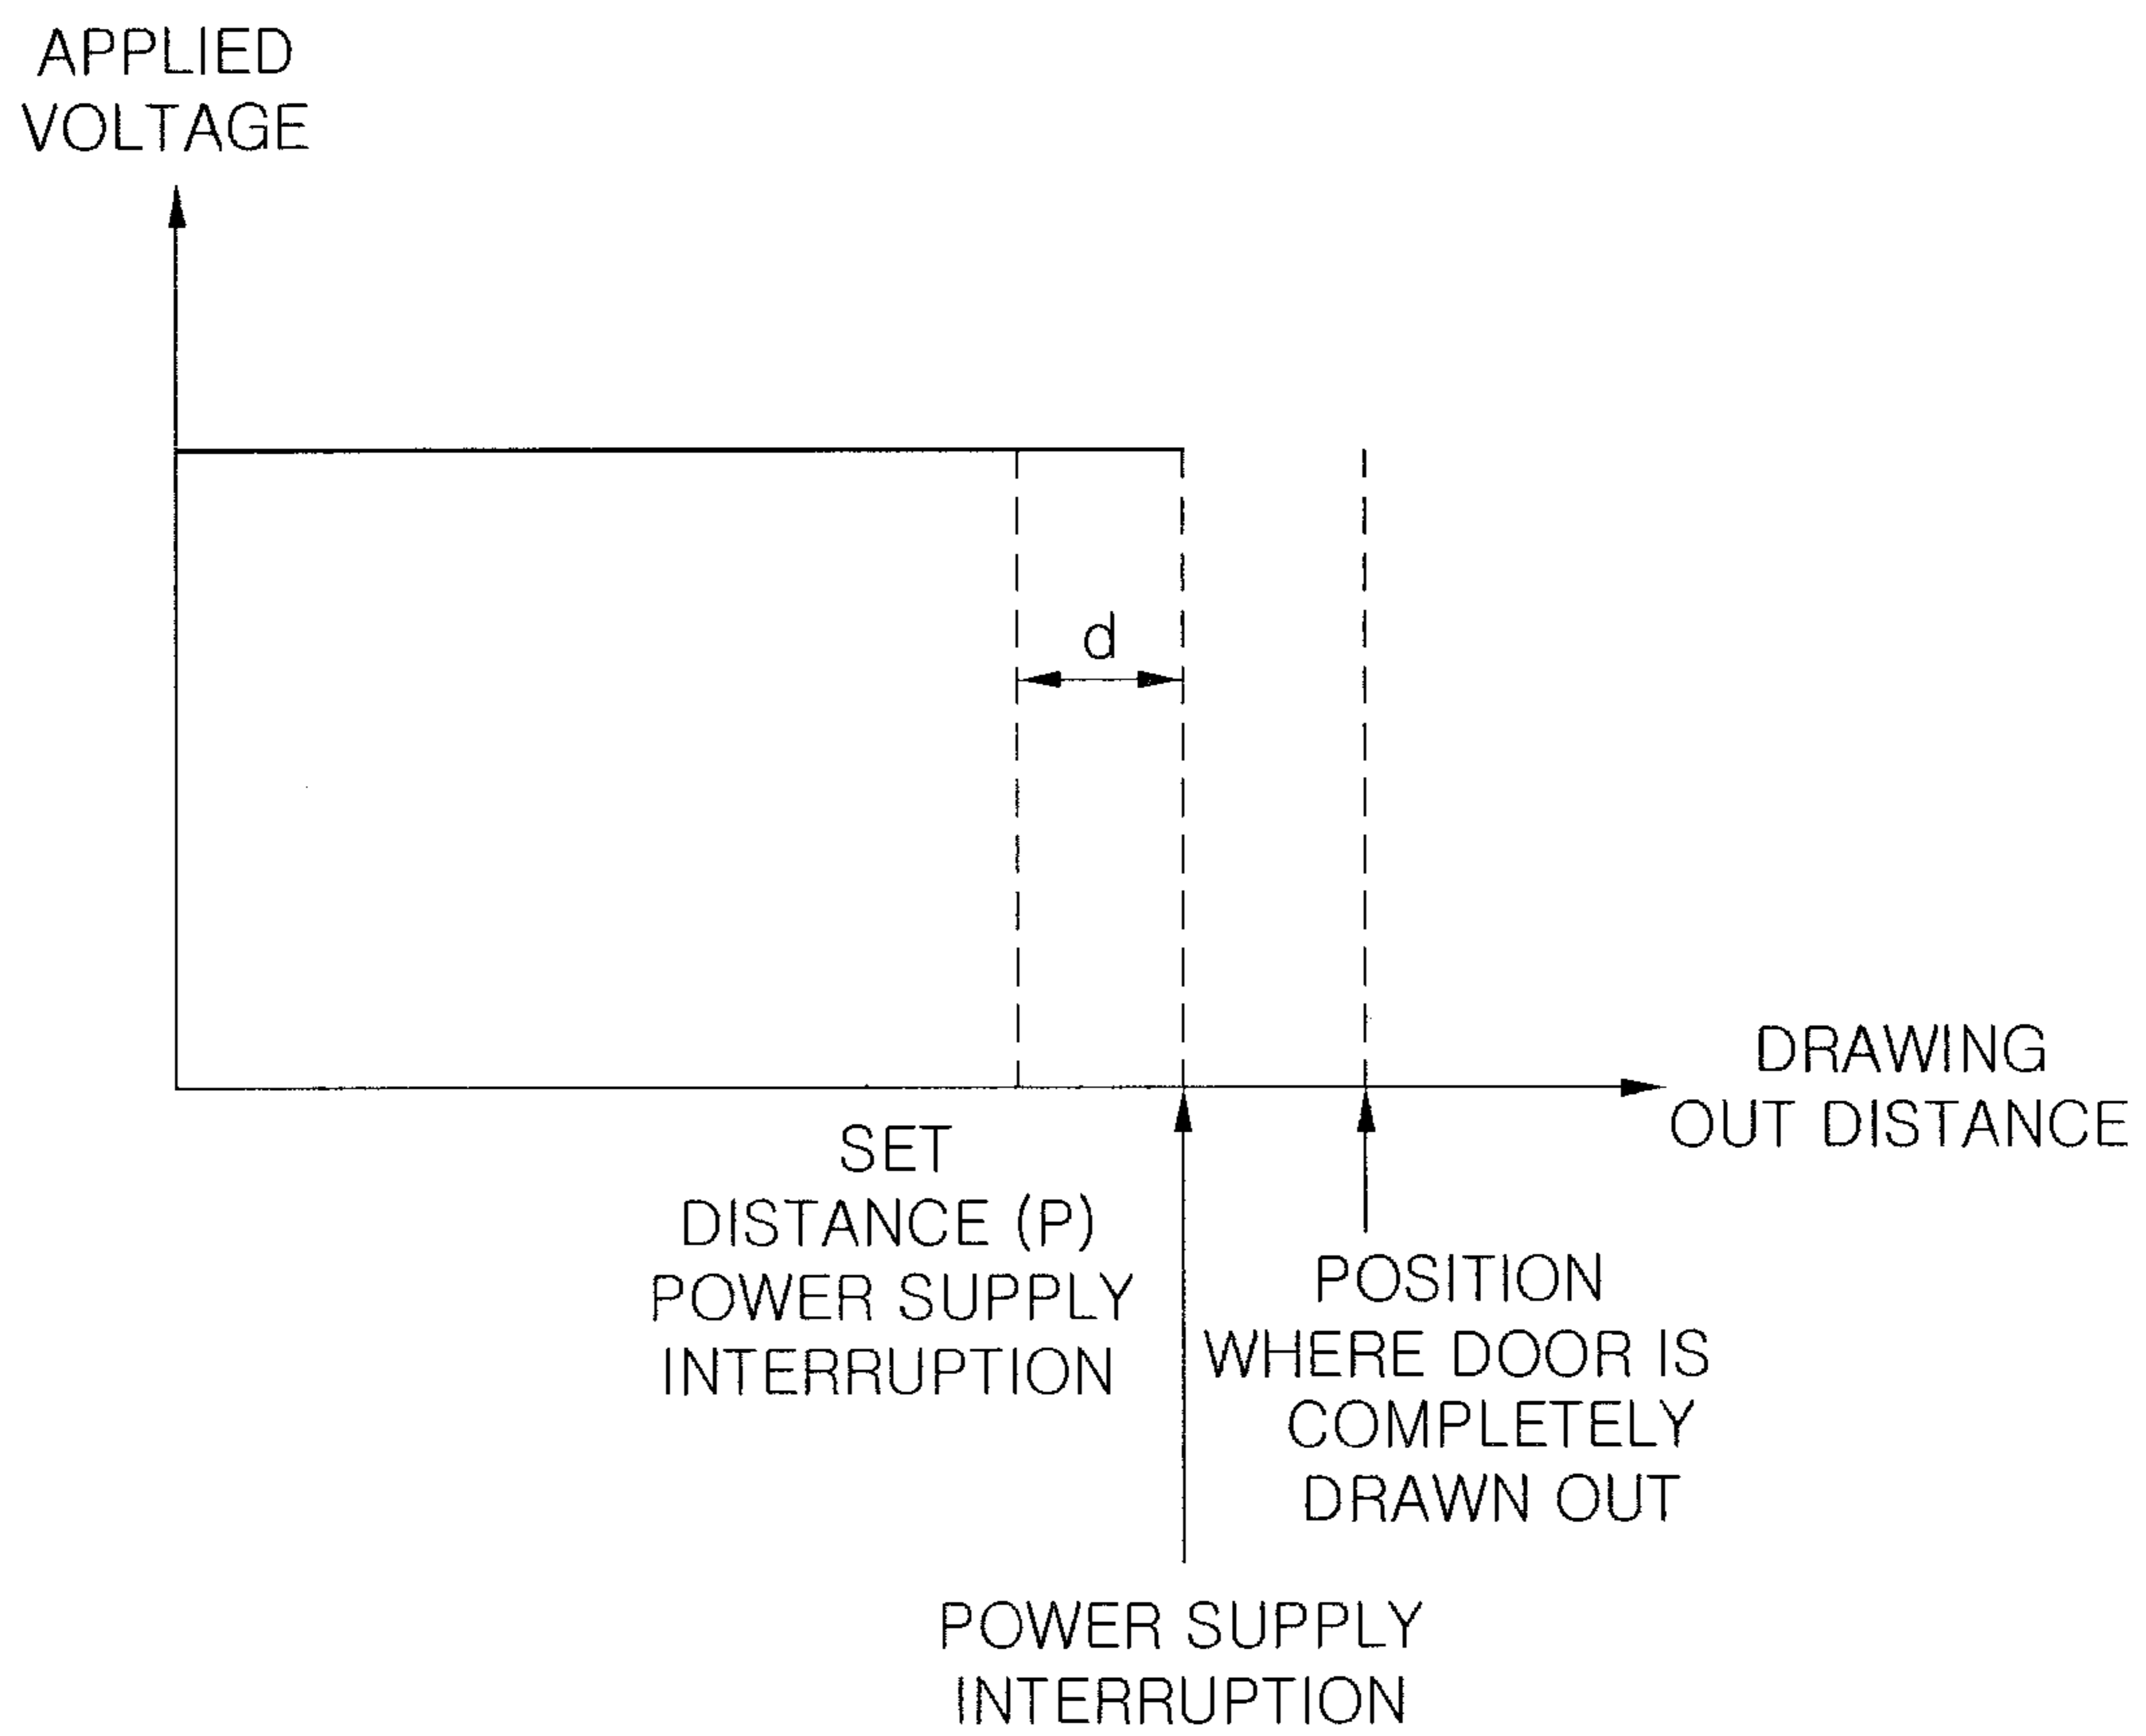 APPLIED
VOLTAGE
d
DRAWING
OUT DISTANCE
SET
DISTANCE (P)
POWER SUPPLY
INTERRUPTION
POSITION
WHERE DOOR IS
COMPLETELY
DRAWN OUT
POWER SUPPLY
INTERRUPTION